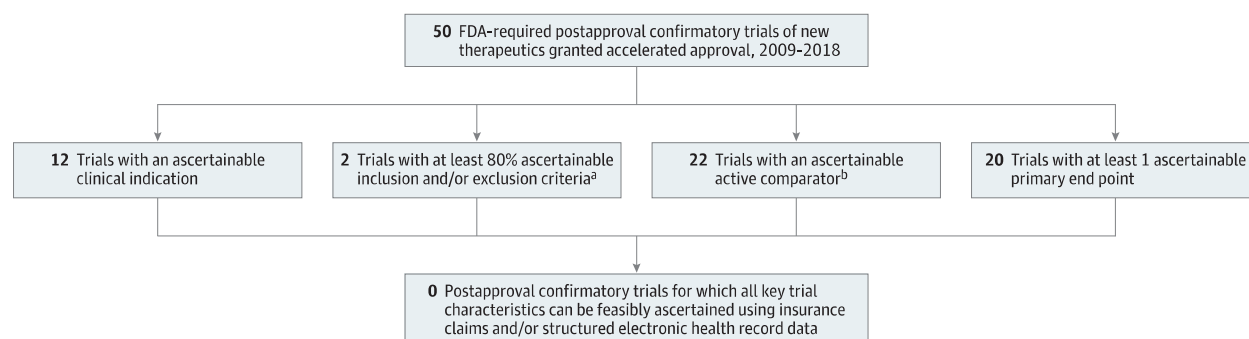 50 FDA-required postapproval confirmatory trials of new
therapeutics granted accelerated approval, 2009-2018
12 Trials with an ascertainable
clinical indication
2 Trials with at least 80% ascertainable
inclusion and/or exclusion criteriaa
22 Trials with an ascertainable
active comparatorb
20 Trials with at least 1 ascertainable
primary end point
0 Postapproval confirmatory trials for which all key trial
characteristics can be feasibly ascertained using insurance
claims and/or structured electronic health record data